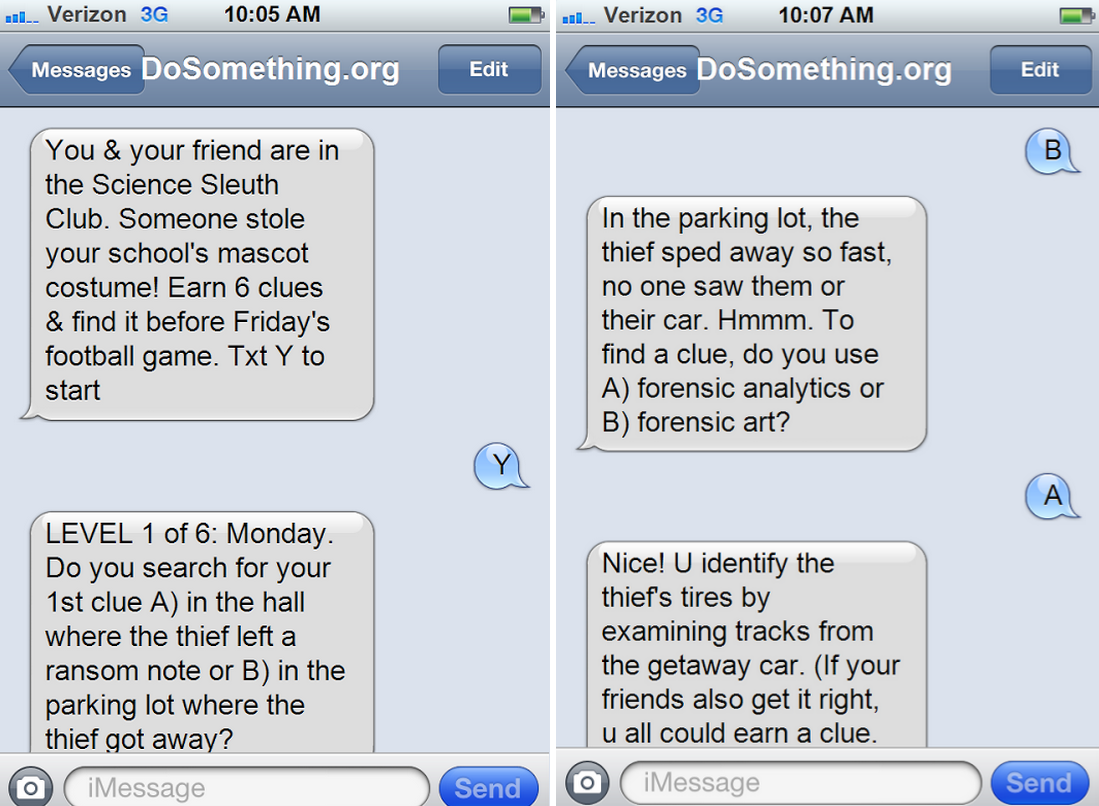 Verizon 3G 10:05 AM
Messages DoSomething.org Edit
You & your friend are in
the Science Sleuth
Club. Someone stole
your school's mascot
costume! Earn 6 clues
& find it before Friday's
football game. Txt Y to
start
Y
LEVEL 1 of 6: Monday.
Do you search for your
1st clue A) in the hall
where the thief left a
ransom note or B) in the
parking lot where the
thief got away?
iMessage Send
Verizon 3G 10:07 AM
Messages DoSomething.org Edit
B
In the parking lot, the
thief sped away so fast,
no one saw them or
their car. Hmmm. To
find a clue, do you use
A) forensic analytics or
B) forensic art?
A
Nice! U identify the
thief's tires by
examining tracks from
the getaway car. (If your
friends also get it right,
u all could earn a clue.
iMessage Send